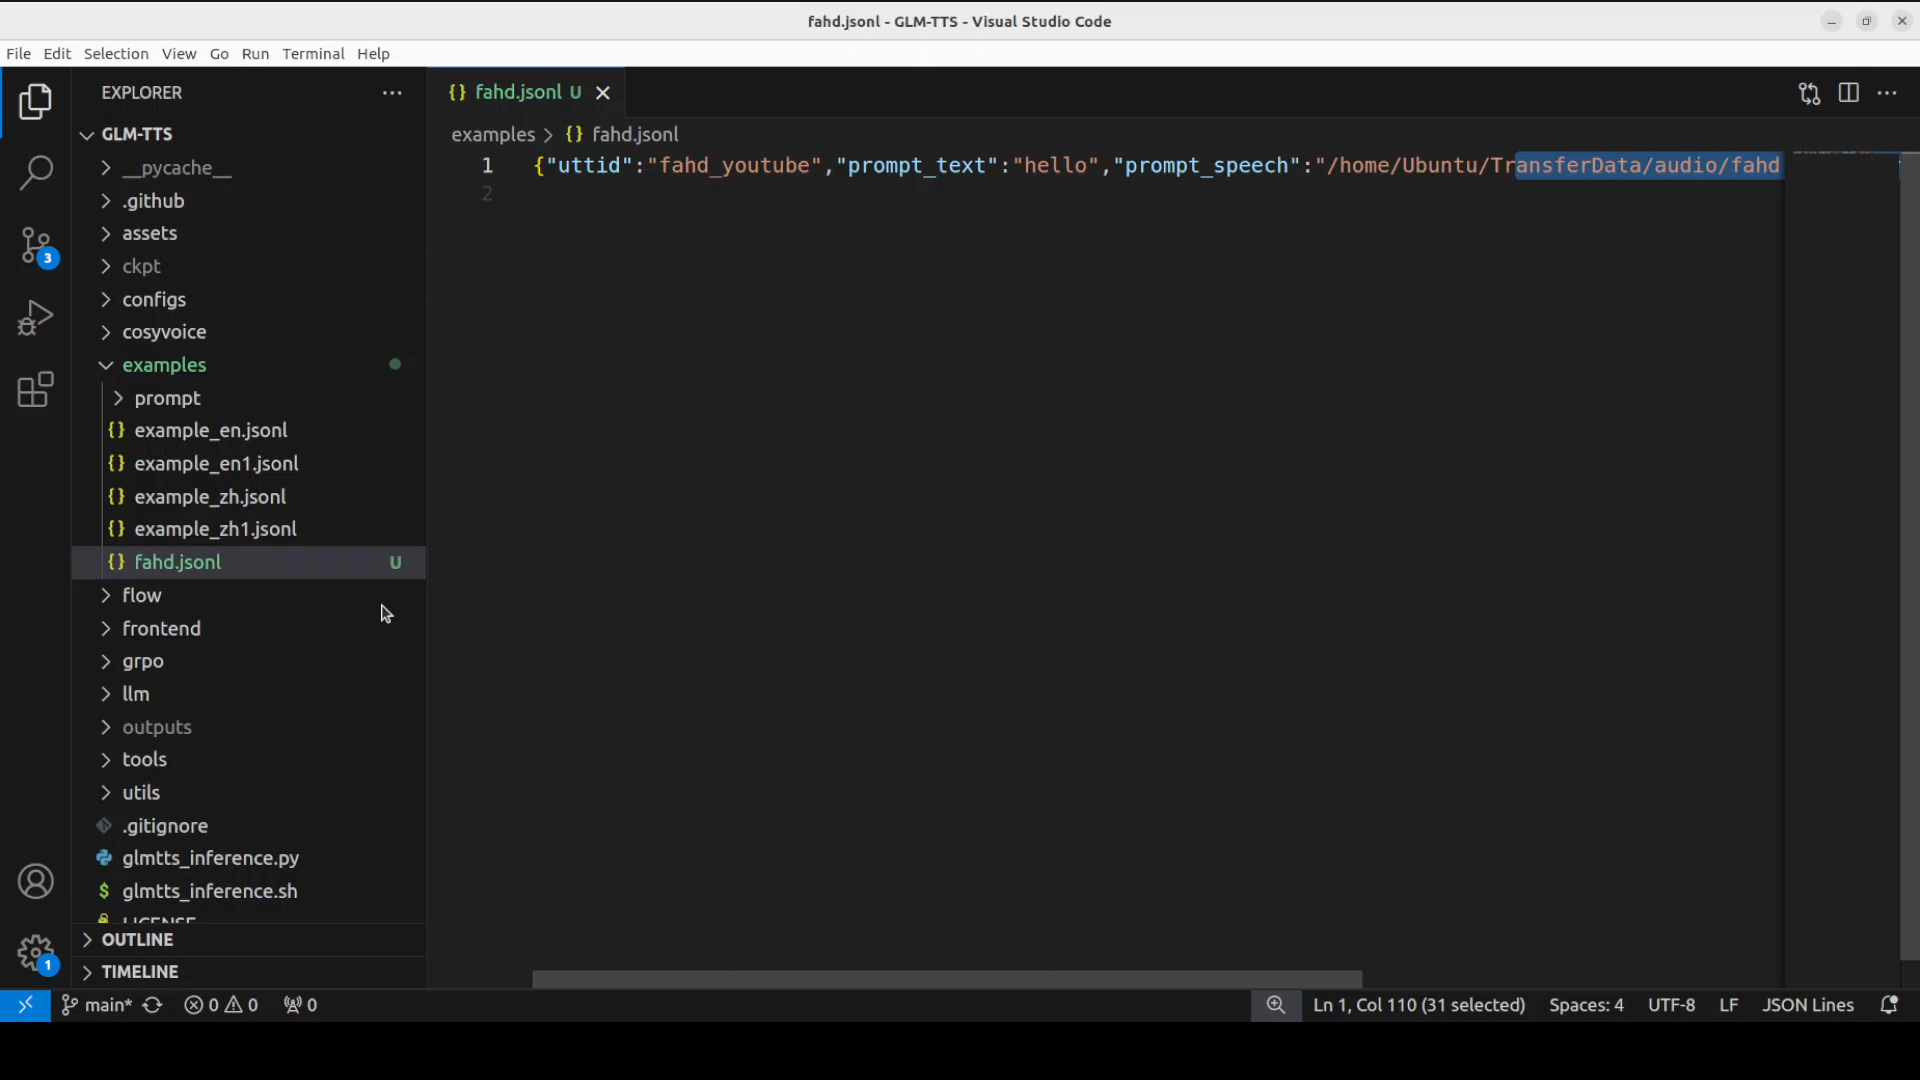 fahd.jsonl - GLM-TTS - Visual Studio Code
File Edit Selection View Go Run Terminal Help
EXPLORER
GLM-TTS
__pycache__
.github
assets
ckpt
configs
cosyvoice
examples
prompt
example_en.jsonl
example_en1.jsonl
example_zh.jsonl
example_zh1.jsonl
fahd.jsonl U
flow
frontend
grpo
llm
outputs
tools
utils
.gitignore
glmtts_inference.py
glmtts_inference.sh
LICENSE
OUTLINE
TIMELINE
3
1
fahd.jsonl U
examples > {} fahd.jsonl
1 {"uttid":"fahd_youtube","prompt_text":"hello","prompt_speech":"/home/Ubuntu/TransferData/audio/fahd
2
main* 0 0 0 Ln 1, Col 110 (31 selected) Spaces: 4 UTF-8 LF JSON Lines